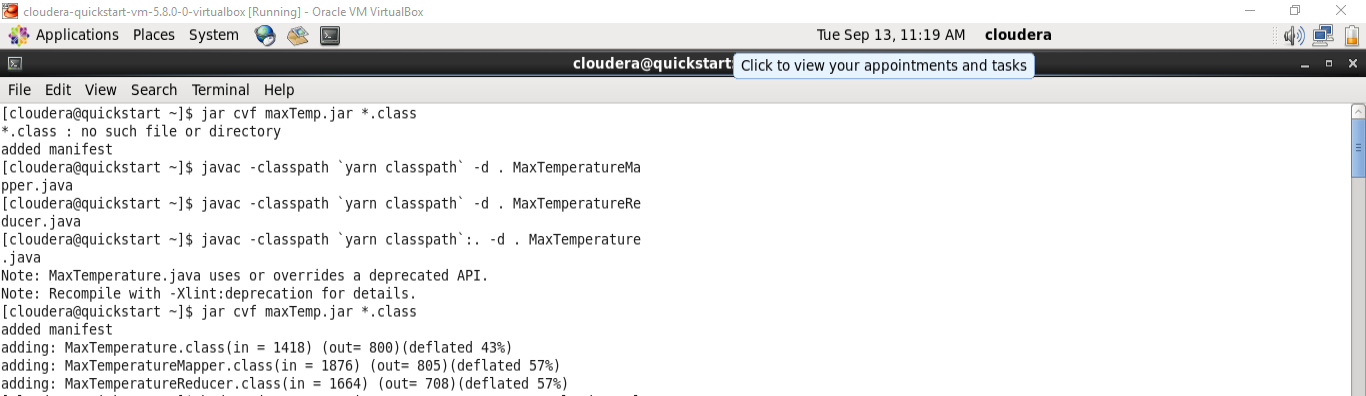 cloudera-quickstart-vm-5.8.0-0-virtualbox [Running] - Oracle VM VirtualBox
Applications Places System Tue Sep 13, 11:19 AM cloudera
cloudera@quickstart:
Click to view your appointments and tasks
File Edit View Search Terminal Help
[cloudera@quickstart ~]$ jar cvf maxTemp.jar *.class
*.class : no such file or directory
added manifest
[cloudera@quickstart ~]$ javac -classpath `yarn classpath` -d . MaxTemperatureMa
pper.java
[cloudera@quickstart ~]$ javac -classpath `yarn classpath` -d . MaxTemperatureRe
ducer.java
[cloudera@quickstart ~]$ javac -classpath `yarn classpath`:. -d . MaxTemperature
.java
Note: MaxTemperature.java uses or overrides a deprecated API.
Note: Recompile with -Xlint:deprecation for details.
[cloudera@quickstart ~]$ jar cvf maxTemp.jar *.class
added manifest
adding: MaxTemperature.class(in = 1418) (out= 800)(deflated 43%)
adding: MaxTemperatureMapper.class(in = 1876) (out= 805)(deflated 57%)
adding: MaxTemperatureReducer.class(in = 1664) (out= 708)(deflated 57%)